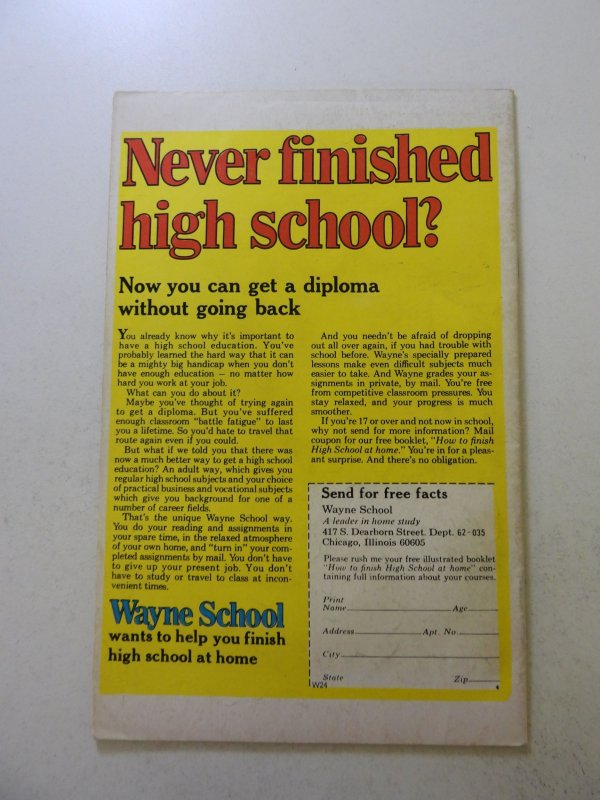 Never finished
high school?
Now you can get a diploma
without going back
You already know why it's important to
have a high school education. You've
probably learned the hard way that it can
be a mighty big handicap when you don't
have enough education — no matter how
hard you work at your job.
What can you do about it?
Maybe you've thought of trying again
to get a diploma. But you've suffered
enough classroom "battle fatigue" to last
you a lifetime. So you'd hate to travel that
route again even if you could.
But what if we told you that there was
now a much better way to get a high school
education? An adult way, which gives you
regular high school subjects and your choice
of practical business and vocational subjects
which give you background for one of a
number of career fields.
That's the unique Wayne School way.
You do your reading and assignments in
your spare time, in the relaxed atmosphere
of your own home, and "turn in" your com-
pleted assignments by mail. You don't have
to give up your present job. You don't
have to study or travel to class at incon-
venient times.
Wayne School
wants to help you finish
high school at home
And you needn't be afraid of dropping
out all over again, if you had trouble with
school before. Wayne's specially prepared
lessons make even difficult subjects much
easier to take. And Wayne grades your as-
signments in private, by mail. You're free
from competitive classroom pressures. You
stay relaxed, and your progress is much
smoother.
If you're 17 or over and not now in school,
why not send for more information? Mail
coupon for our free booklet, "How to finish
High School at home." You're in for a pleas-
ant surprise. And there's no obligation.
Send for free facts
Wayne School
A leader in home study
417 S. Dearborn Street. Dept. 62-035
Chicago, Illinois 60605
Please rush me your free illustrated booklet
"How to finish High School at home" con-
taining full information about your courses.
Print
Name Age
Address Apt. No.
City
State Zip
W24